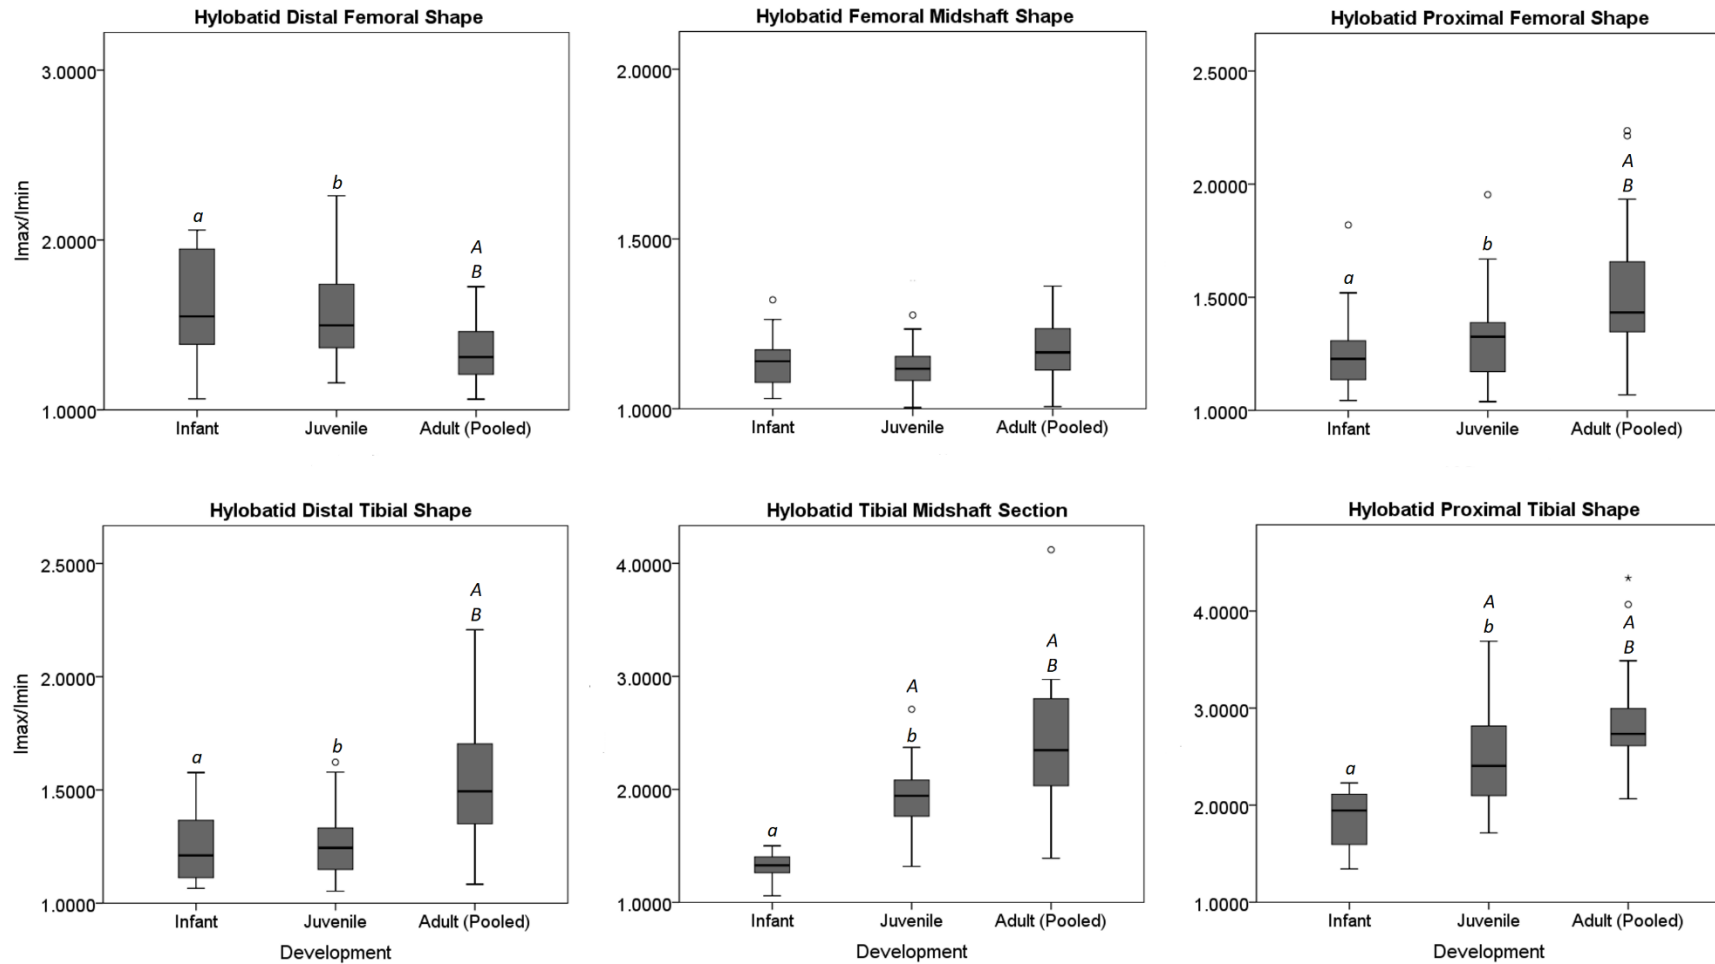 Hylobatid Distal Femoral Shape
Imax/Imin
3.0000
2.0000
1.0000
a
b
A
B
Infant
Juvenile
Adult (Pooled)
Hylobatid Femoral Midshaft Shape
2.0000
1.5000
1.0000
Infant
Juvenile
Adult (Pooled)
Hylobatid Proximal Femoral Shape
2.5000
2.0000
1.5000
1.0000
a
b
A
B
Infant
Juvenile
Adult (Pooled)
Hylobatid Distal Tibial Shape
Imax/Imin
2.5000
2.0000
1.5000
1.0000
a
b
A
B
Infant
Juvenile
Adult (Pooled)
Development
Hylobatid Tibial Midshaft Section
4.0000
3.0000
2.0000
1.0000
a
A
b
A
B
Infant
Juvenile
Adult (Pooled)
Development
Hylobatid Proximal Tibial Shape
4.0000
3.0000
2.0000
1.0000
a
A
b
*
A
B
Infant
Juvenile
Adult (Pooled)
Development